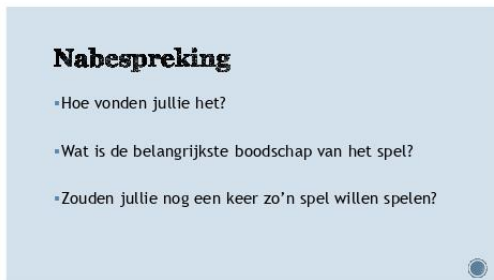 Nabespreking
▪Hoe vonden jullie het?
▪Wat is de belangrijkste boodschap van het spel?
▪Zouden jullie nog een keer zo’n spel willen spelen?